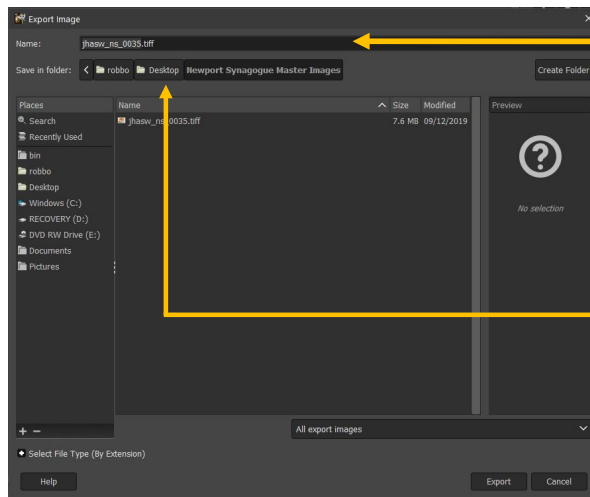 Export Image
Name: jhasw_ns_0035.tiff
Save in folder: robbo Desktop Newport Synagogue Master Images Create Folder
Places Name Size Modified Preview
Search jhasw_ns_0035.tiff 7.6 MB 09/12/2019
Recently Used
bin
robbo
Desktop
Windows (C:)
RECOVERY (D:)
DVD RW Drive (E:)
Documents
Pictures
No selection
All export images
Select File Type (By Extension)
Help Export Cancel